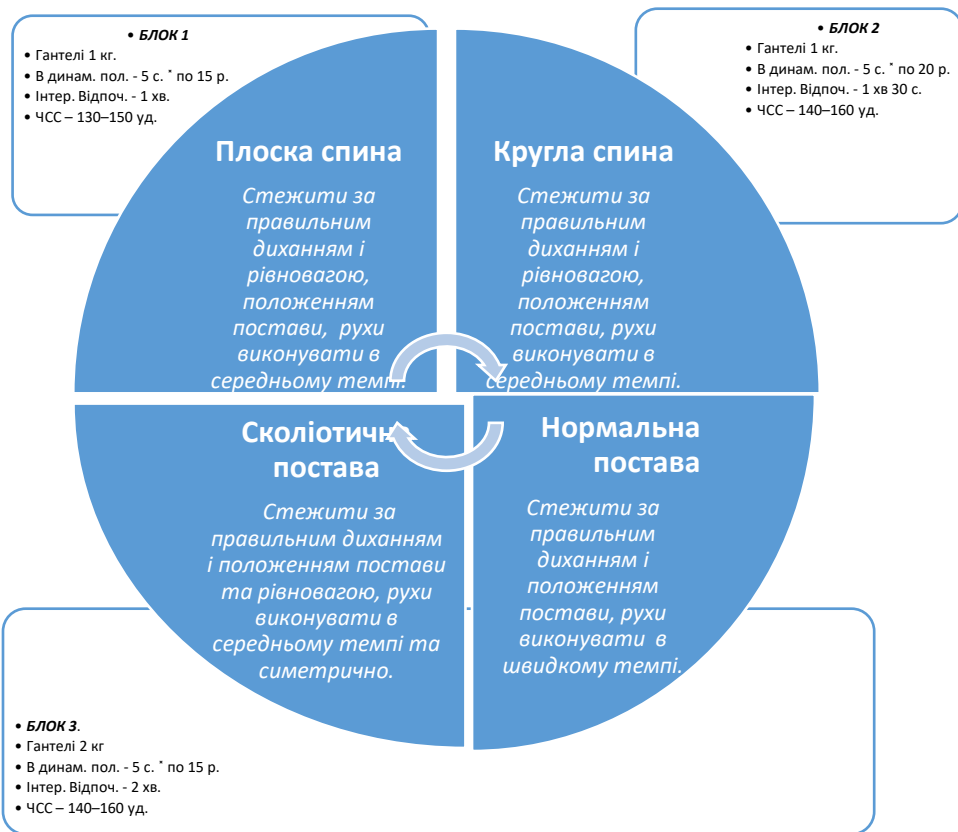 • БЛОК 1
• Гантелі 1 кг.
• В динам. пол. - 5 с. * по 15 р.
• Інтер. Відпоч. - 1 хв.
• ЧСС – 130–150 уд.
• БЛОК 2
• Гантелі 1 кг.
• В динам. пол. - 5 с. * по 20 р.
• Інтер. Відпоч. - 1 хв 30 с.
• ЧСС – 140–160 уд.
Плоска спина
Стежити за
правильним
диханням і
рівновагою,
положенням
постави, рухи
виконувати в
середньому темпі.
Кругла спина
Стежити за
правильним
диханням і
рівновагою,
положенням
постави, рухи
виконувати в
середньому темпі.
Сколіотична
постава
Стежити за
правильним диханням
і положенням постави
та рівновагою, рухи
виконувати в
середньому темпі та
симетрично.
Нормальна
постава
Стежити за
правильним
диханням і
положенням
постави, рухи
виконувати в
швидкому темпі.
• БЛОК 3.
• Гантелі 2 кг
• В динам. пол. - 5 с. * по 15 р.
• Інтер. Відпоч. - 2 хв.
• ЧСС – 140–160 уд.